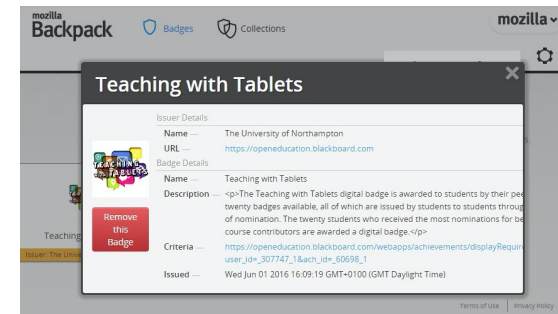 mozilla
Backpack
Badges
Collections
mozilla
Teaching with Tablets
Issuer Details
Name — The University of Northampton
URL — https://openeducation.blackboard.com
Badge Details
Name — Teaching with Tablets
Description — <p>The Teaching with Tablets digital badge is awarded to students by their pee
twenty badges available, all of which are issued by students to students throug
of nomination. The twenty students who received the most nominations for be
course contributors are awarded a digital badge.</p>
Criteria — https://openeducation.blackboard.com/webapps/achievements/displayRequir
user_id=_307747_1&ach_id=_60698_1
Issued — Wed Jun 01 2016 16:09:19 GMT+0100 (GMT Daylight Time)
TEACHING
with TABLETS
Remove
this
Badge
Teaching
Issuer: The Unive
Terms of Use
Privacy Policy